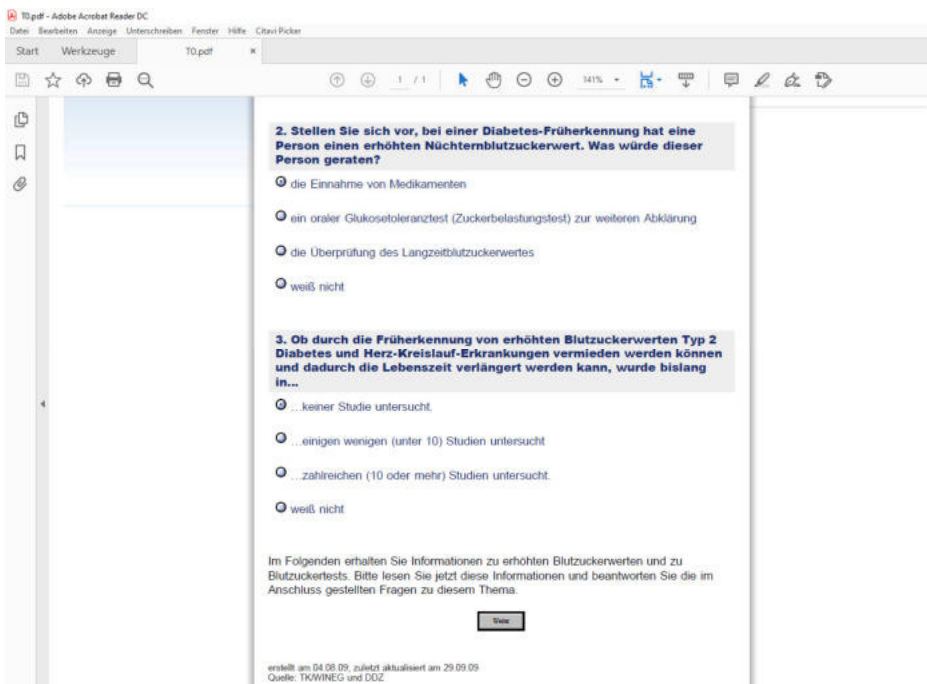 T0.pdf - Adobe Acrobat Reader DC
Datei Bearbeiten Anzeige Unterschreiben Fenster Hilfe Citavi Picker
Start Werkzeuge T0.pdf ×
1 / 1 141%
2. Stellen Sie sich vor, bei einer Diabetes-Früherkennung hat eine
Person einen erhöhten Nüchternblutzuckerwert. Was würde dieser
Person geraten?
die Einnahme von Medikamenten
ein oraler Glukosetoleranztest (Zuckerbelastungstest) zur weiteren Abklärung
die Überprüfung des Langzeitblutzuckerwertes
weiß nicht
3. Ob durch die Früherkennung von erhöhten Blutzuckerwerten Typ 2
Diabetes und Herz-Kreislauf-Erkrankungen vermieden werden können
und dadurch die Lebenszeit verlängert werden kann, wurde bislang
in...
...keiner Studie untersucht.
...einigen wenigen (unter 10) Studien untersucht
...zahlreichen (10 oder mehr) Studien untersucht.
weiß nicht
Im Folgenden erhalten Sie Informationen zu erhöhten Blutzuckerwerten und zu
Blutzuckertests. Bitte lesen Sie jetzt diese Informationen und beantworten Sie die im
Anschluss gestellten Fragen zu diesem Thema.
erstellt am 04.08.09, zuletzt aktualisiert am 29.09.09
Quelle: TK/WINEG und DDZ